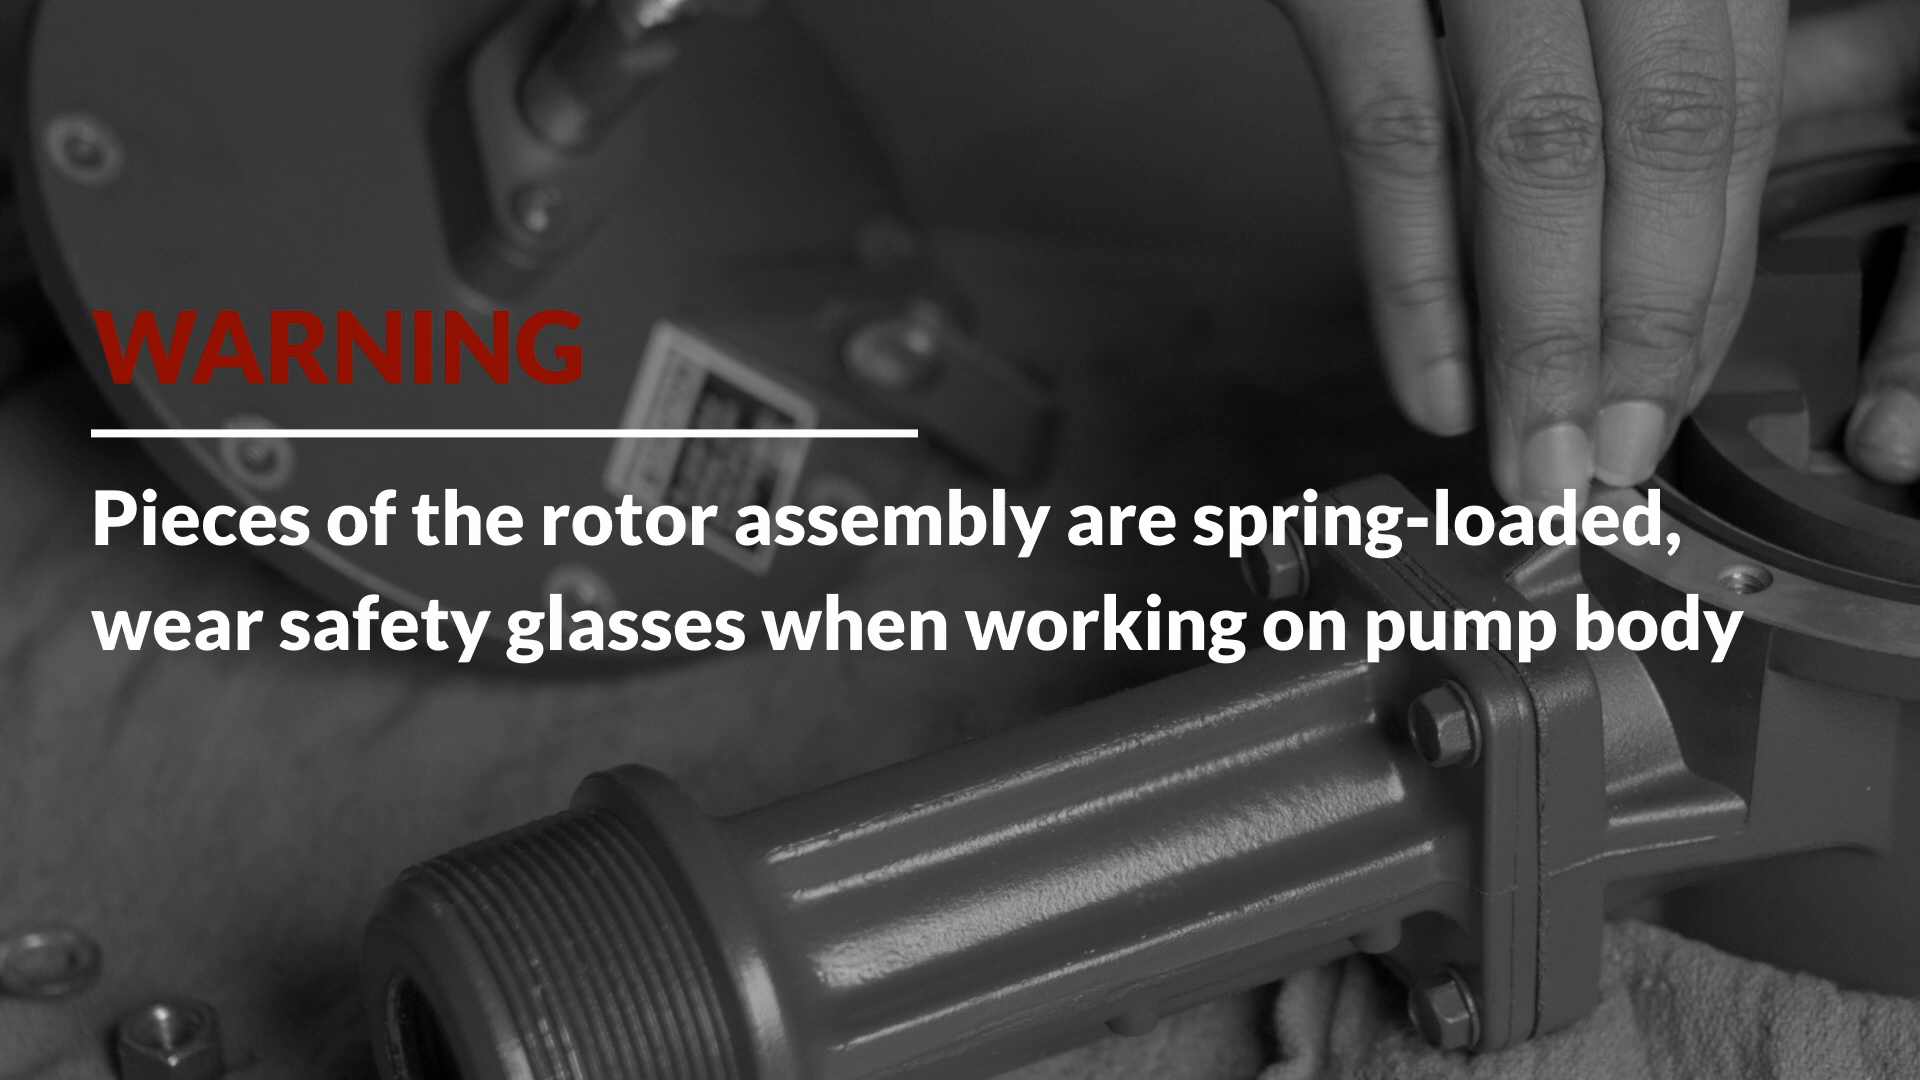 WARNING
Pieces of the rotor assembly are spring-loaded,
wear safety glasses when working on pump body